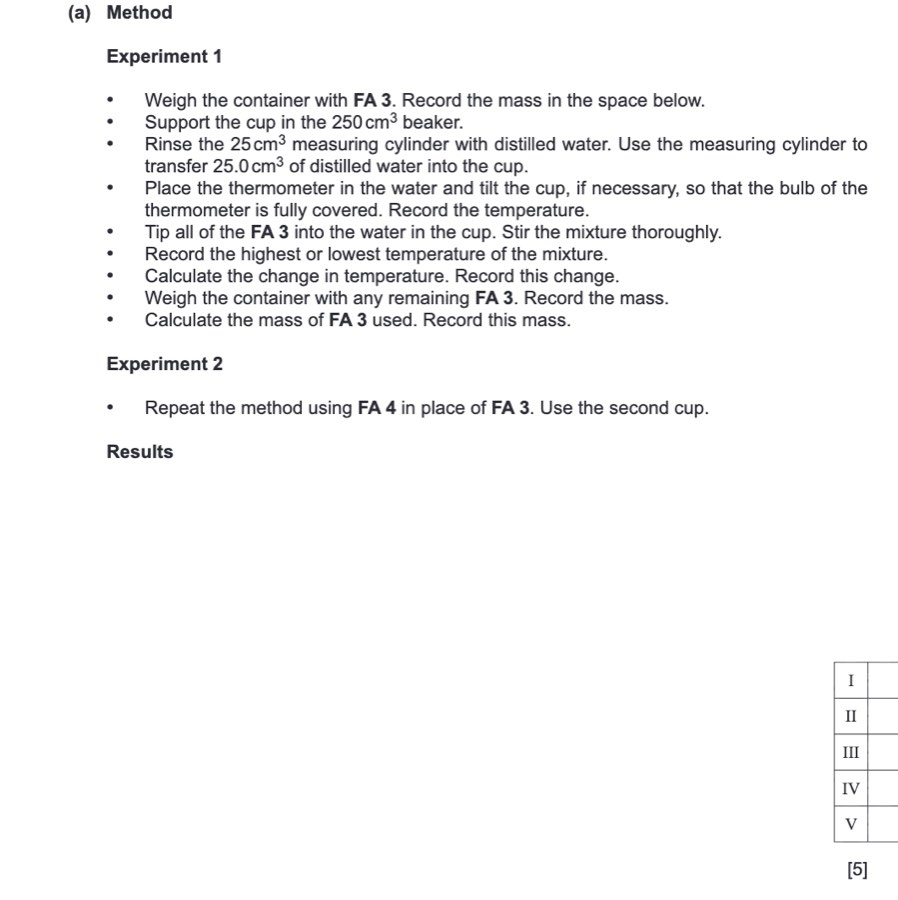 (a) Method
Experiment 1
• Weigh the container with FA 3. Record the mass in the space below.
• Support the cup in the 250 cm³ beaker.
• Rinse the 25 cm³ measuring cylinder with distilled water. Use the measuring cylinder to
transfer 25.0 cm³ of distilled water into the cup.
• Place the thermometer in the water and tilt the cup, if necessary, so that the bulb of the
thermometer is fully covered. Record the temperature.
• Tip all of the FA 3 into the water in the cup. Stir the mixture thoroughly.
• Record the highest or lowest temperature of the mixture.
• Calculate the change in temperature. Record this change.
• Weigh the container with any remaining FA 3. Record the mass.
• Calculate the mass of FA 3 used. Record this mass.
Experiment 2
• Repeat the method using FA 4 in place of FA 3. Use the second cup.
Results
I
II
III
IV
V
[5]